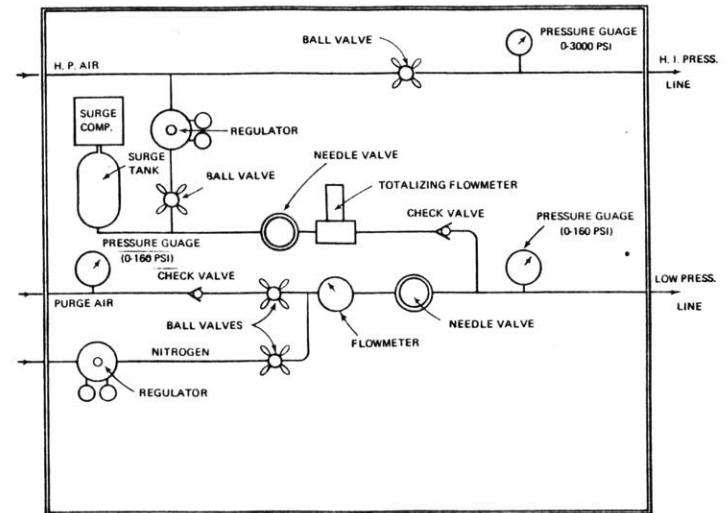 BALL VALVE
PRESSURE GUAGE
0-3000 PSI
H.P. AIR
H. I. PRESS.
LINE
SURGE
COMP.
REGULATOR
SURGE
TANK
NEEDLE VALVE
BALL VALVE
TOTALIZING FLOWMETER
CHECK VALVE
PRESSURE GUAGE
(0-160 PSI)
PRESSURE GUAGE
(0-160 PSI)
CHECK VALVE
PURGE AIR
LOW PRESS.
LINE
BALL VALVES
FLOWMETER
NEEDLE VALVE
NITROGEN
REGULATOR